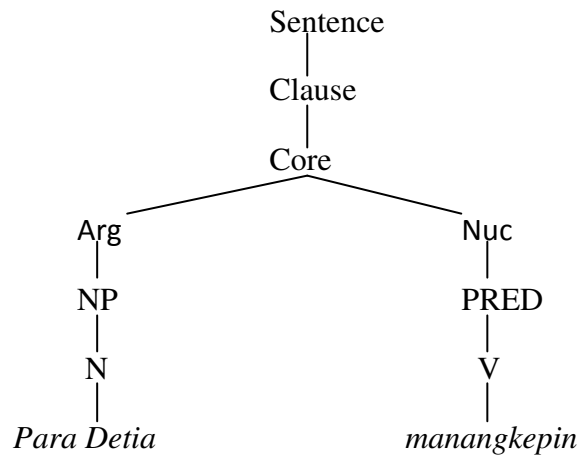 Sentence
Clause
Core
Arg Nuc
NP PRED
N V
Para Detia manangkepin